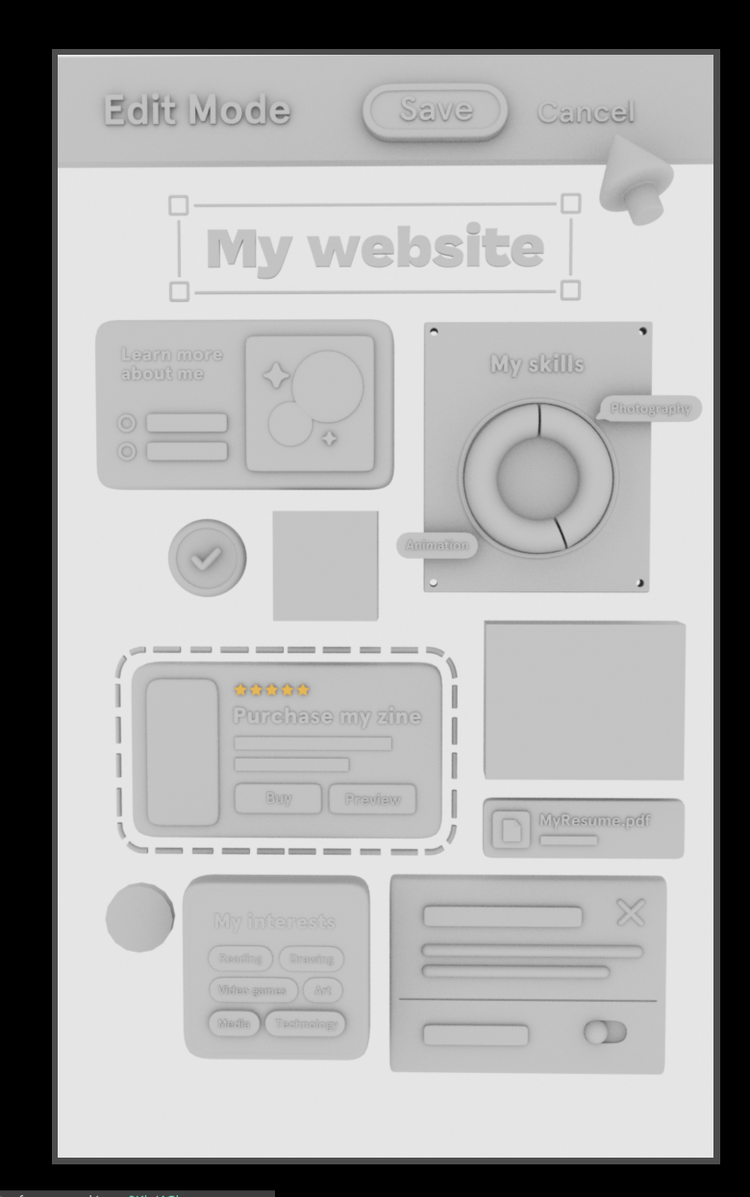 Edit Mode
Save
Cancel
My website
Learn more
about me
My skills
Photography
Animation
Purchase my zine
Buy
Preview
MyResume.pdf
My interests
Reading
Drawing
Video games
Art
Media
Technology